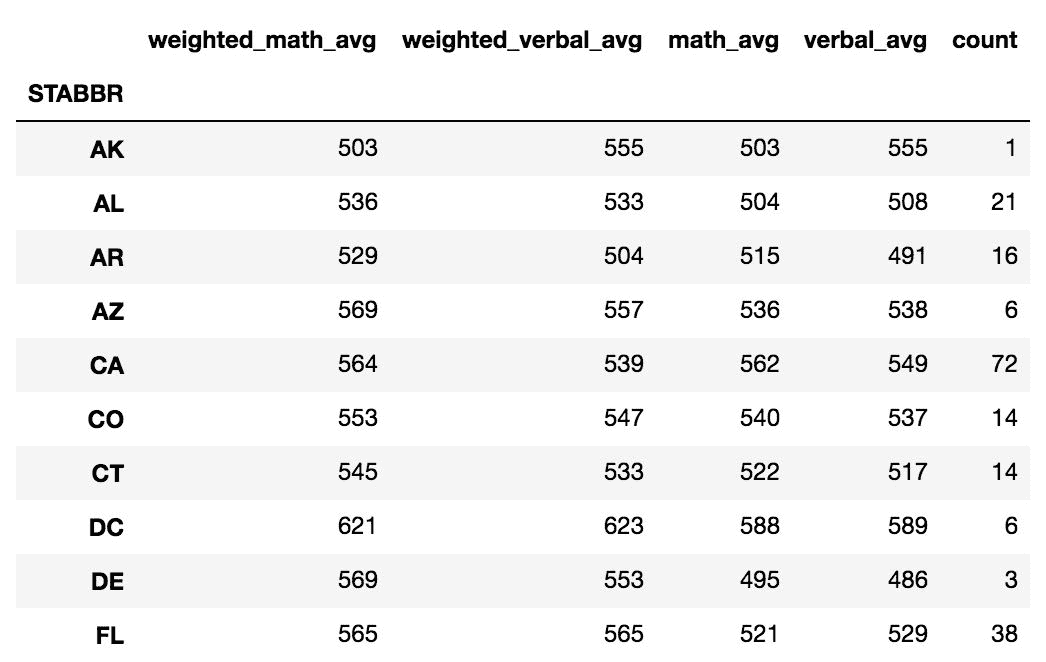 weighted_math_avg weighted_verbal_avg math_avg verbal_avg count
STABBR
AK 503 555 503 555 1
AL 536 533 504 508 21
AR 529 504 515 491 16
AZ 569 557 536 538 6
CA 564 539 562 549 72
CO 553 547 540 537 14
CT 545 533 522 517 14
DC 621 623 588 589 6
DE 569 553 495 486 3
FL 565 565 521 529 38